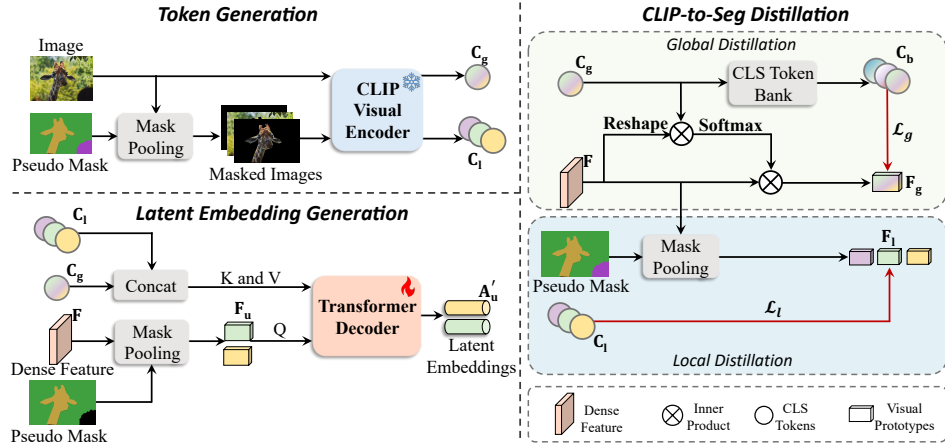 Token Generation
Image
Pseudo Mask
Mask
Pooling
Masked Images
CLIP
Visual
Encoder
C_g
C_l
Latent Embedding Generation
C_l
C_g
Concat
K and V
F
Dense Feature
Pseudo Mask
Mask
Pooling
F_u
Q
Transformer
Decoder
A'_u
Latent
Embeddings
CLIP-to-Seg Distillation
Global Distillation
C_g
CLS Token
Bank
C_b
Reshape
Softmax
F
ℒ_g
F_g
Pseudo Mask
Mask
Pooling
F_l
ℒ_l
C_l
Local Distillation
Dense
Feature
Inner
Product
CLS
Tokens
Visual
Prototypes